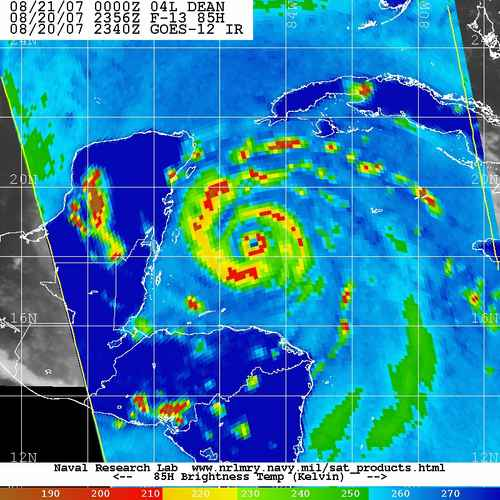 08/21/07 0000Z 04L DEAN
08/20/07 2356Z F-13 85H
08/20/07 2340Z GOES-12 IR
84W
80W
20N
16N
12N
Naval Research Lab www.nrlmry.navy.mil/sat_products.html
<-- 85H Brightness Temp (Kelvin) -->
190 200 210 220 230 240 250 260 270